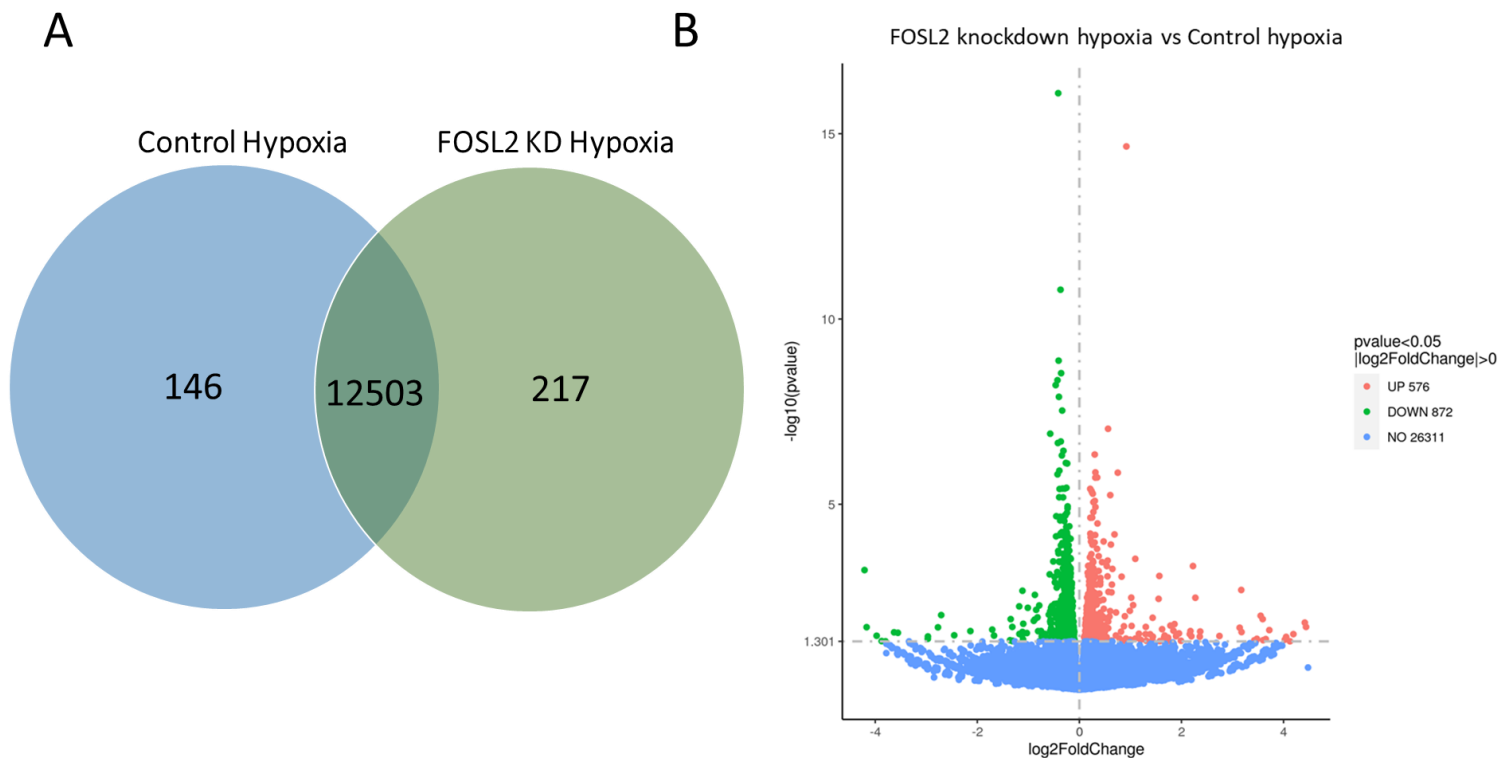 A
Control Hypoxia
FOSL2 KD Hypoxia
146
12503
217
B
FOSL2 knockdown hypoxia vs Control hypoxia
-log10(pvalue)
15
10
5
1.301
-4
-2
0
2
4
log2FoldChange
pvalue<0.05
|log2FoldChange|>0
UP 576
DOWN 872
NO 26311